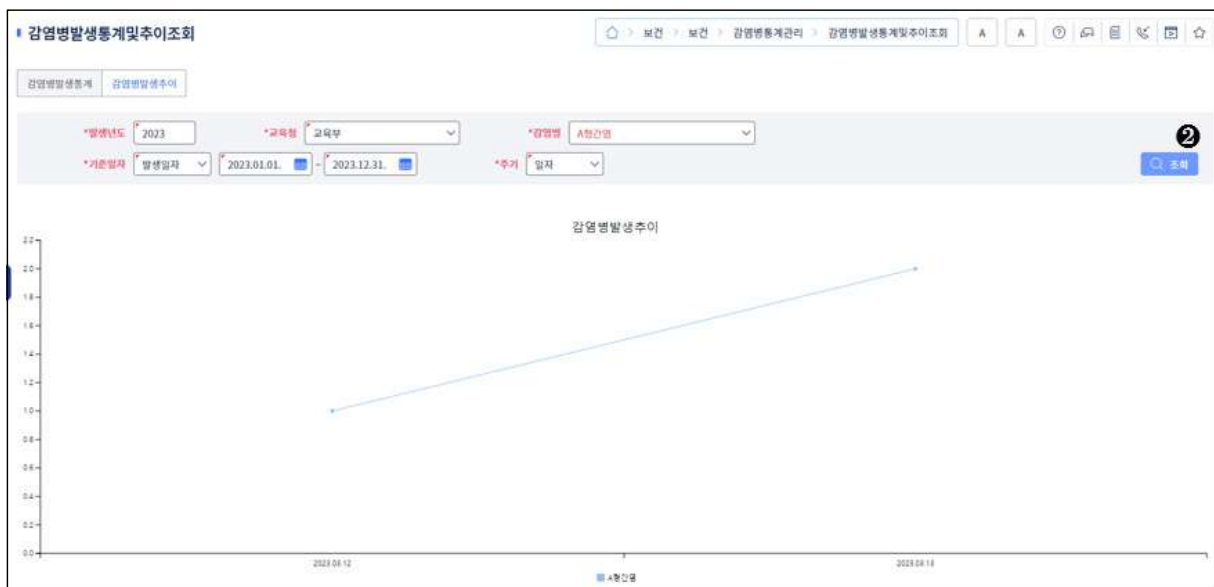 감염병발생통계및추이조회
보건 > 보건 > 감염병통계관리 > 감염병발생통계및추이조회 A A
감염병발생통계 감염병발생추이
*발생년도 2023 *교육청 교육부 *감염병 A형간염
❷
*기준일자 발생일자 2023.01.01. - 2023.12.31. *주기 일자 조회
감염병발생추이
2.2
2.0
1.8
1.6
1.4
1.2
1.0
0.8
0.6
0.4
0.2
0.0
A형간염